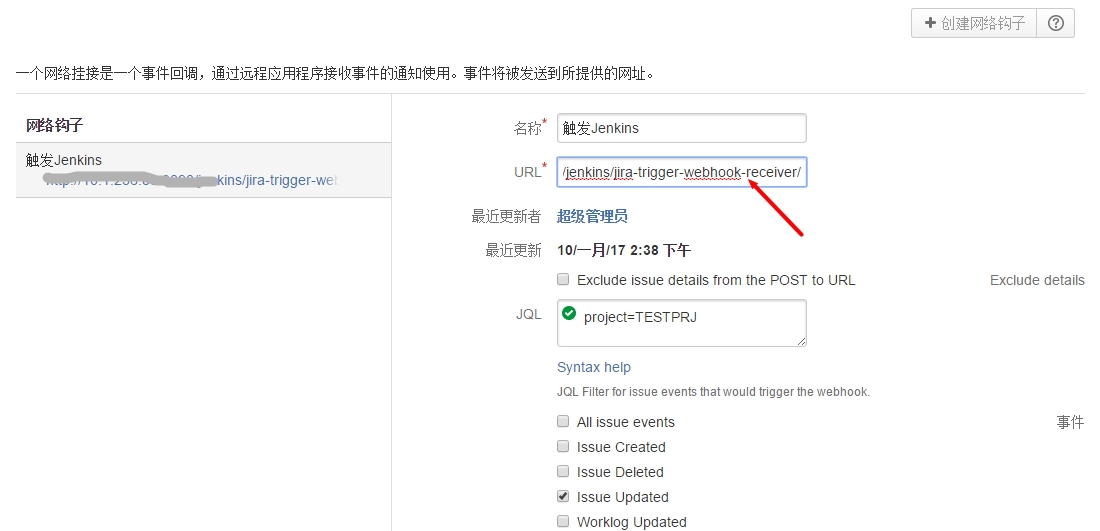 + 创建网络钩子
一个网络挂接是一个事件回调，通过远程应用程序接收事件的通知使用。事件将被发送到所提供的网址。
网络钩子
触发Jenkins
kins/jira-trigger-we
名称*
触发Jenkins
URL*
/jenkins/jira-trigger-webhook-receiver/
最近更新者
超级管理员
最近更新
10/一月/17 2:38 下午
Exclude issue details from the POST to URL
Exclude details
JQL
project=TESTPRJ
Syntax help
JQL Filter for issue events that would trigger the webhook.
All issue events
事件
Issue Created
Issue Deleted
Issue Updated
Worklog Updated